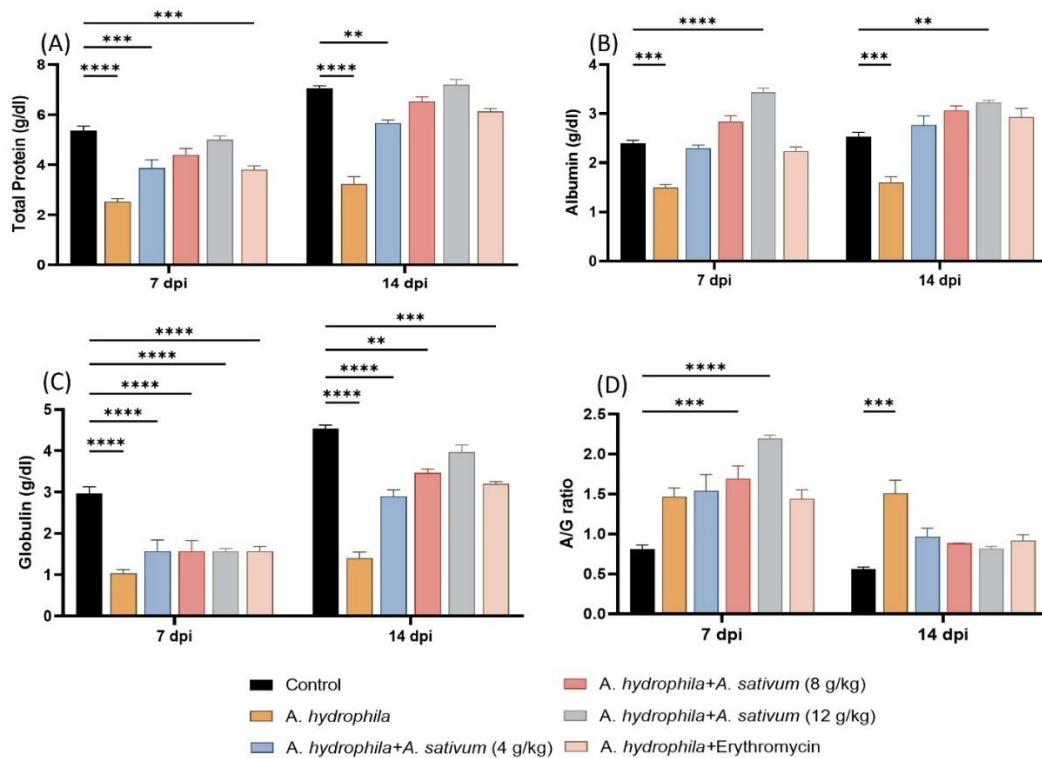 (A)
***
***
****
**
****
Total Protein (g/dl)
8
6
4
2
0
7 dpi
14 dpi
(B)
****
***
**
***
Albumin (g/dl)
4
3
2
1
0
7 dpi
14 dpi
(C)
****
****
****
****
****
***
**
****
****
Globulin (g/dl)
5
4
3
2
1
0
7 dpi
14 dpi
(D)
****
***
***
A/G ratio
2.5
2.0
1.5
1.0
0.5
0.0
7 dpi
14 dpi
Control
A. hydrophila
A. hydrophila+A. sativum (4 g/kg)
A. hydrophila+A. sativum (8 g/kg)
A. hydrophila+A. sativum (12 g/kg)
A. hydrophila+Erythromycin